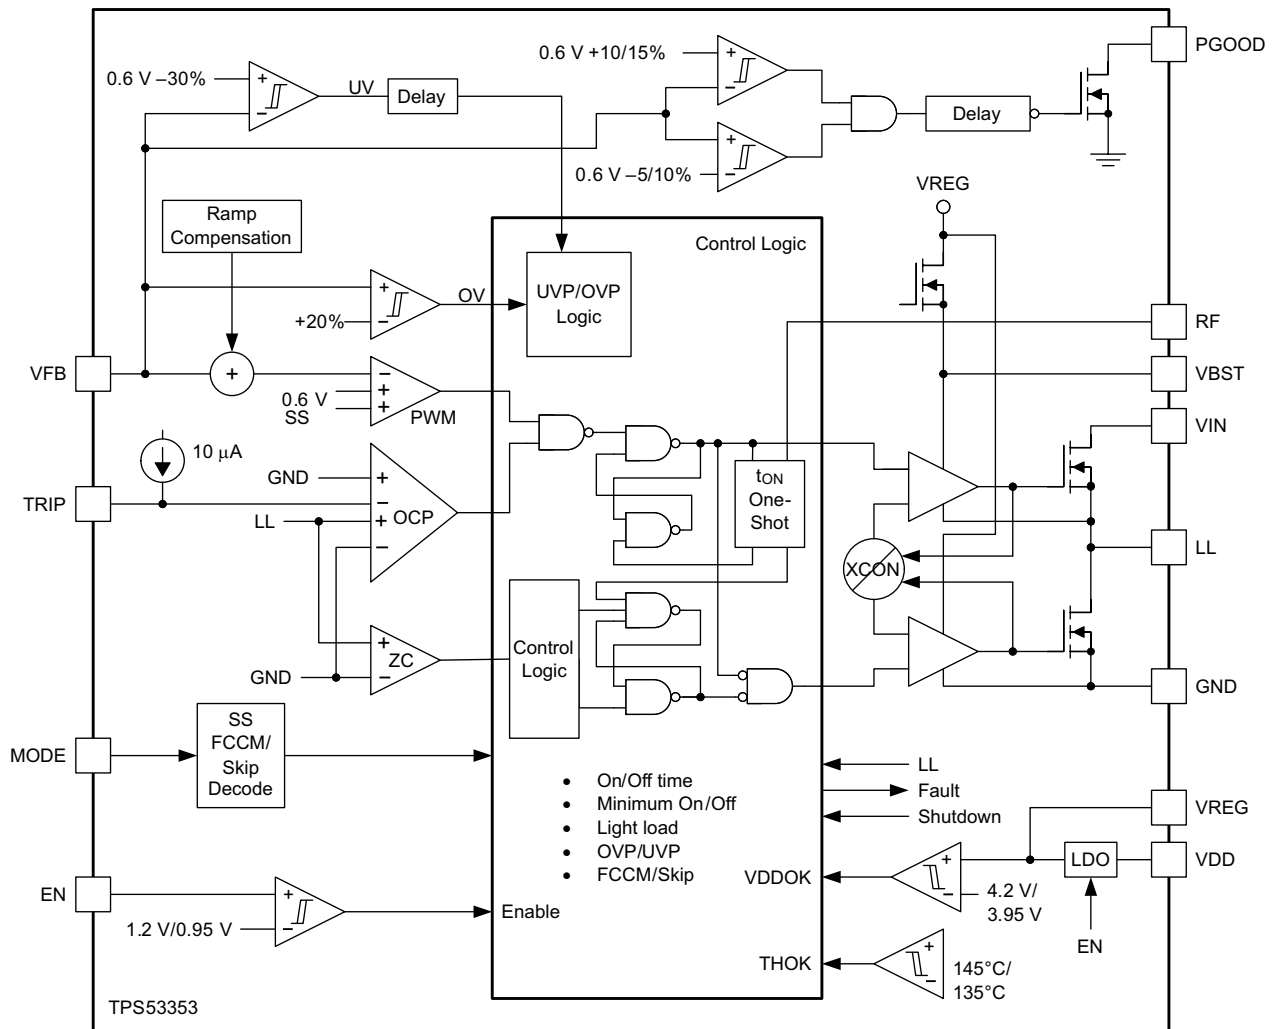 PGOOD
0.6 V +10/15%
0.6 V –30%
+
–
UV
Delay
+
–
Delay
+
–
0.6 V –5/10%
VREG
Ramp
Compensation
Control Logic
UVP/OVP
Logic
+
–
OV
+20%
RF
VFB
+
–
+
+
0.6 V
SS
PWM
VBST
VIN
10 μA
GND
+
–
+
–
OCP
TRIP
LL
tON
One-
Shot
XCON
LL
Control
Logic
+
–
ZC
GND
GND
MODE
SS
FCCM/
Skip
Decode
• On/Off time
• Minimum On/Off
• Light load
• OVP/UVP
• FCCM/Skip
LL
Fault
Shutdown
VREG
LDO
VDD
VDDOK
+
–
4.2 V/
3.95 V
EN
EN
+
–
1.2 V/0.95 V
Enable
THOK
+
–
145°C/
135°C
TPS53353